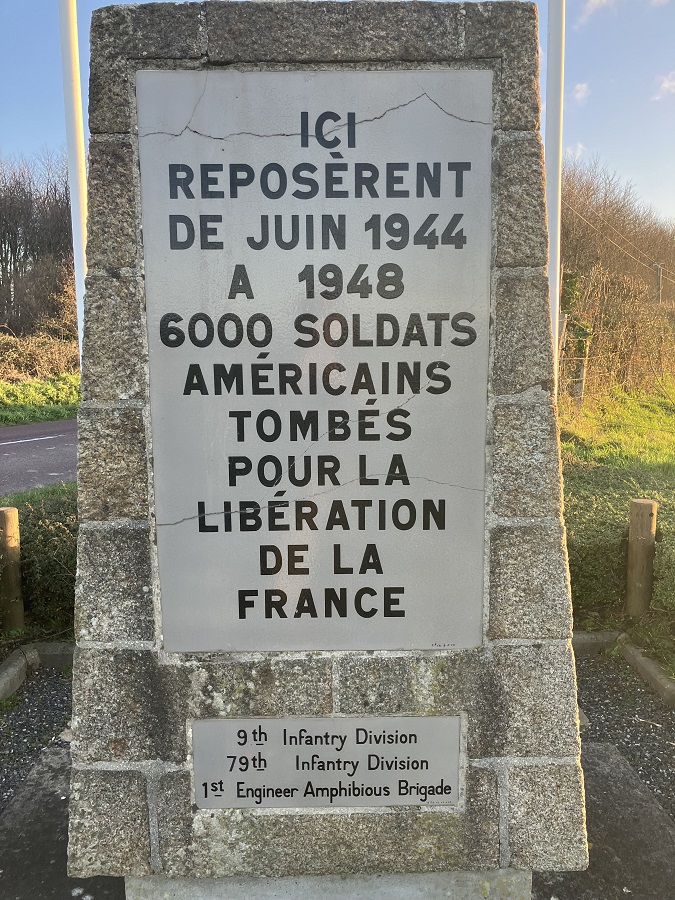 ICI
REPOSÈRENT
DE JUIN 1944
A 1948
6000 SOLDATS
AMÉRICAINS
TOMBÉS
POUR LA
LIBÉRATION
DE LA
FRANCE
9th Infantry Division
79th Infantry Division
1st Engineer Amphibious Brigade